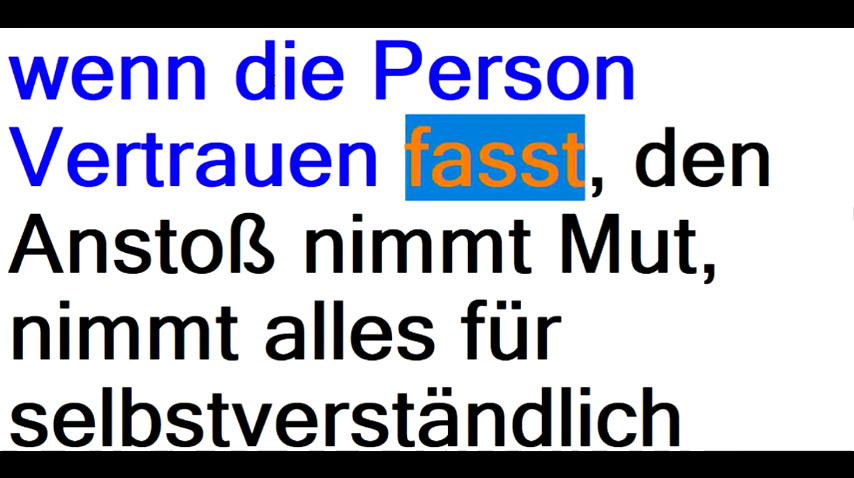 wenn die Person
Vertrauen fasst, den
Anstoß nimmt Mut,
nimmt alles für
selbstverständlich